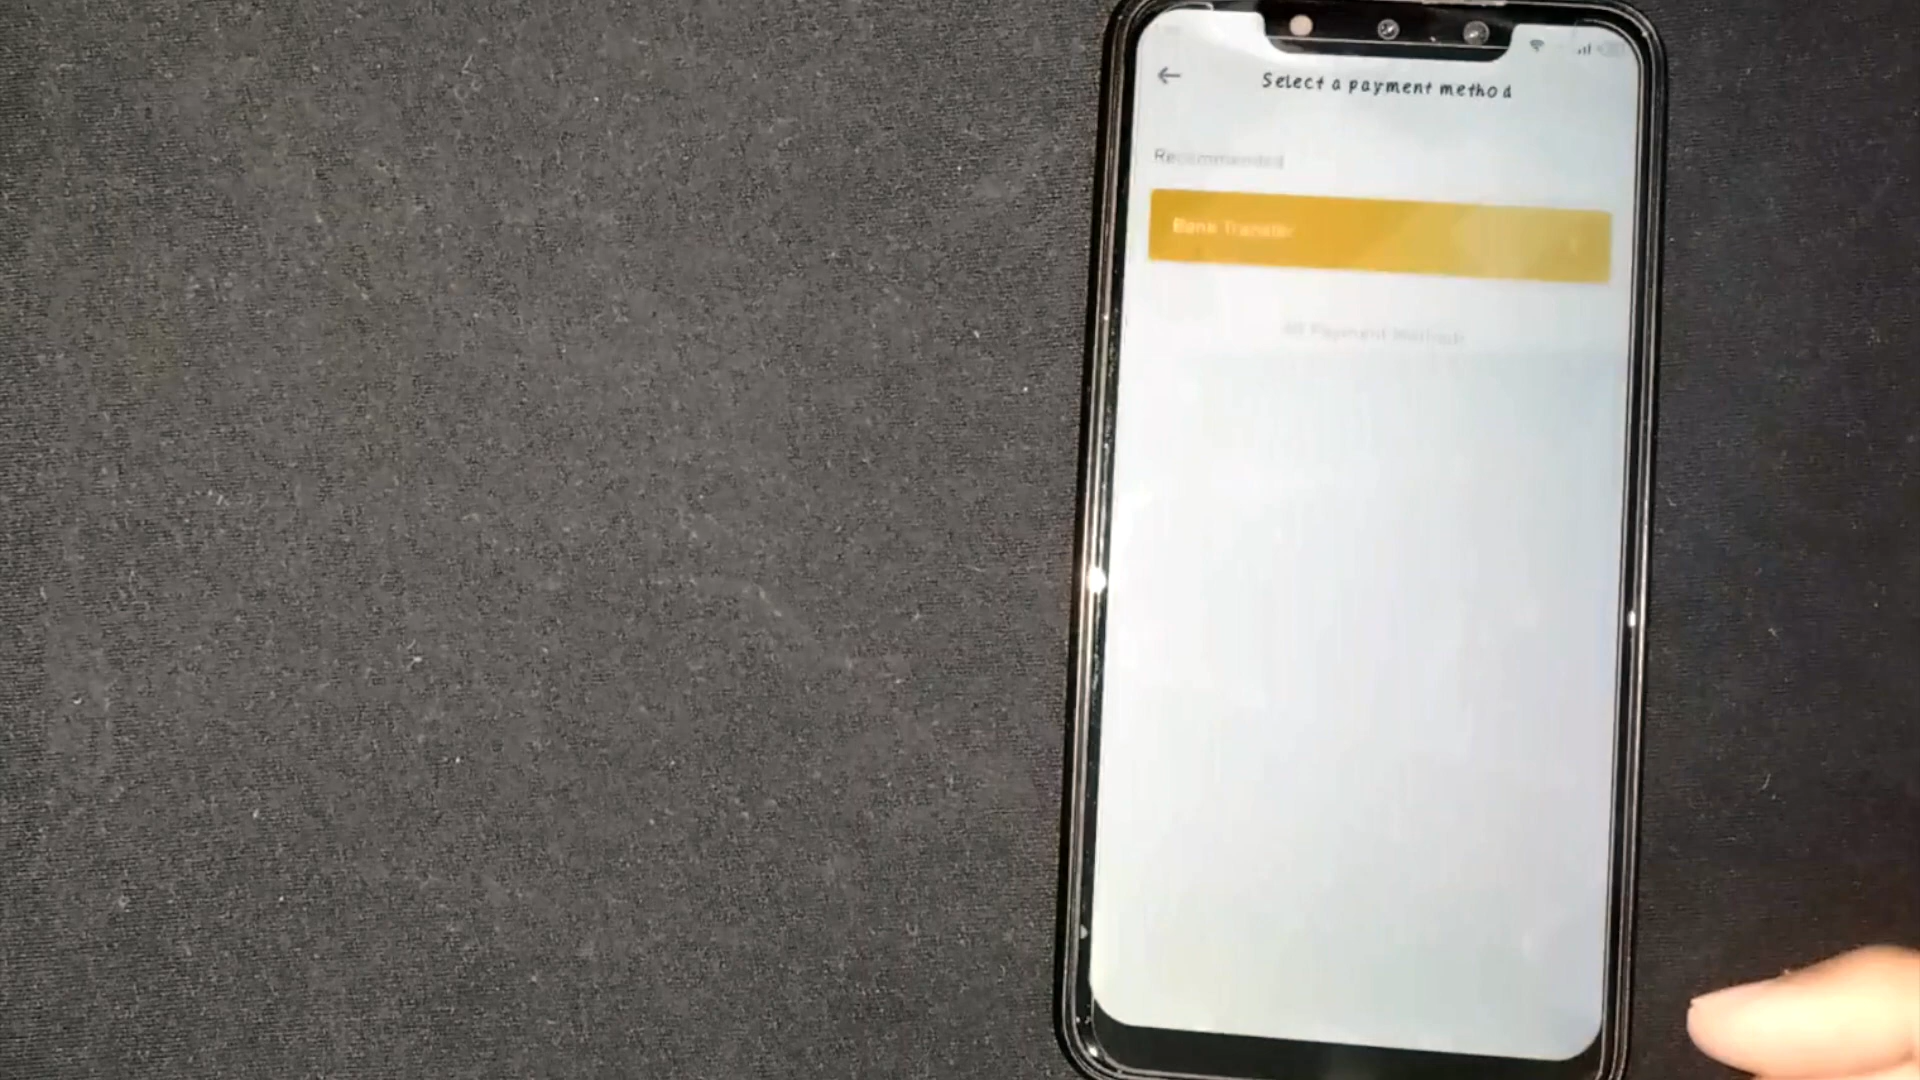 Select a payment method
Recommended
Bank Transfer
All Payment Methods